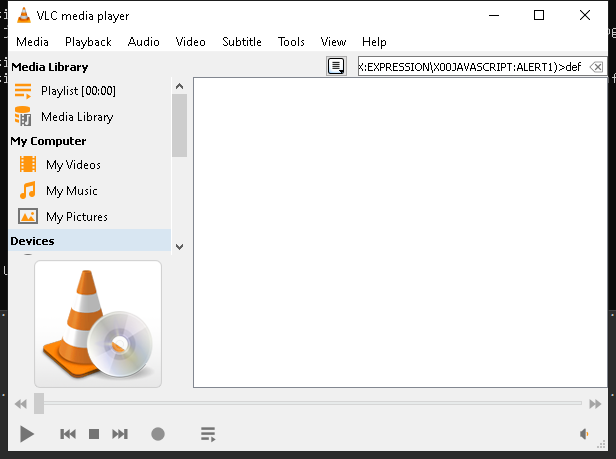 VLC media player
Media Playback Audio Video Subtitle Tools View Help
Media Library
X:EXPRESSION\X00JAVASCRIPT:ALERT1)>def
Playlist [00:00]
Media Library
My Computer
My Videos
My Music
My Pictures
Devices